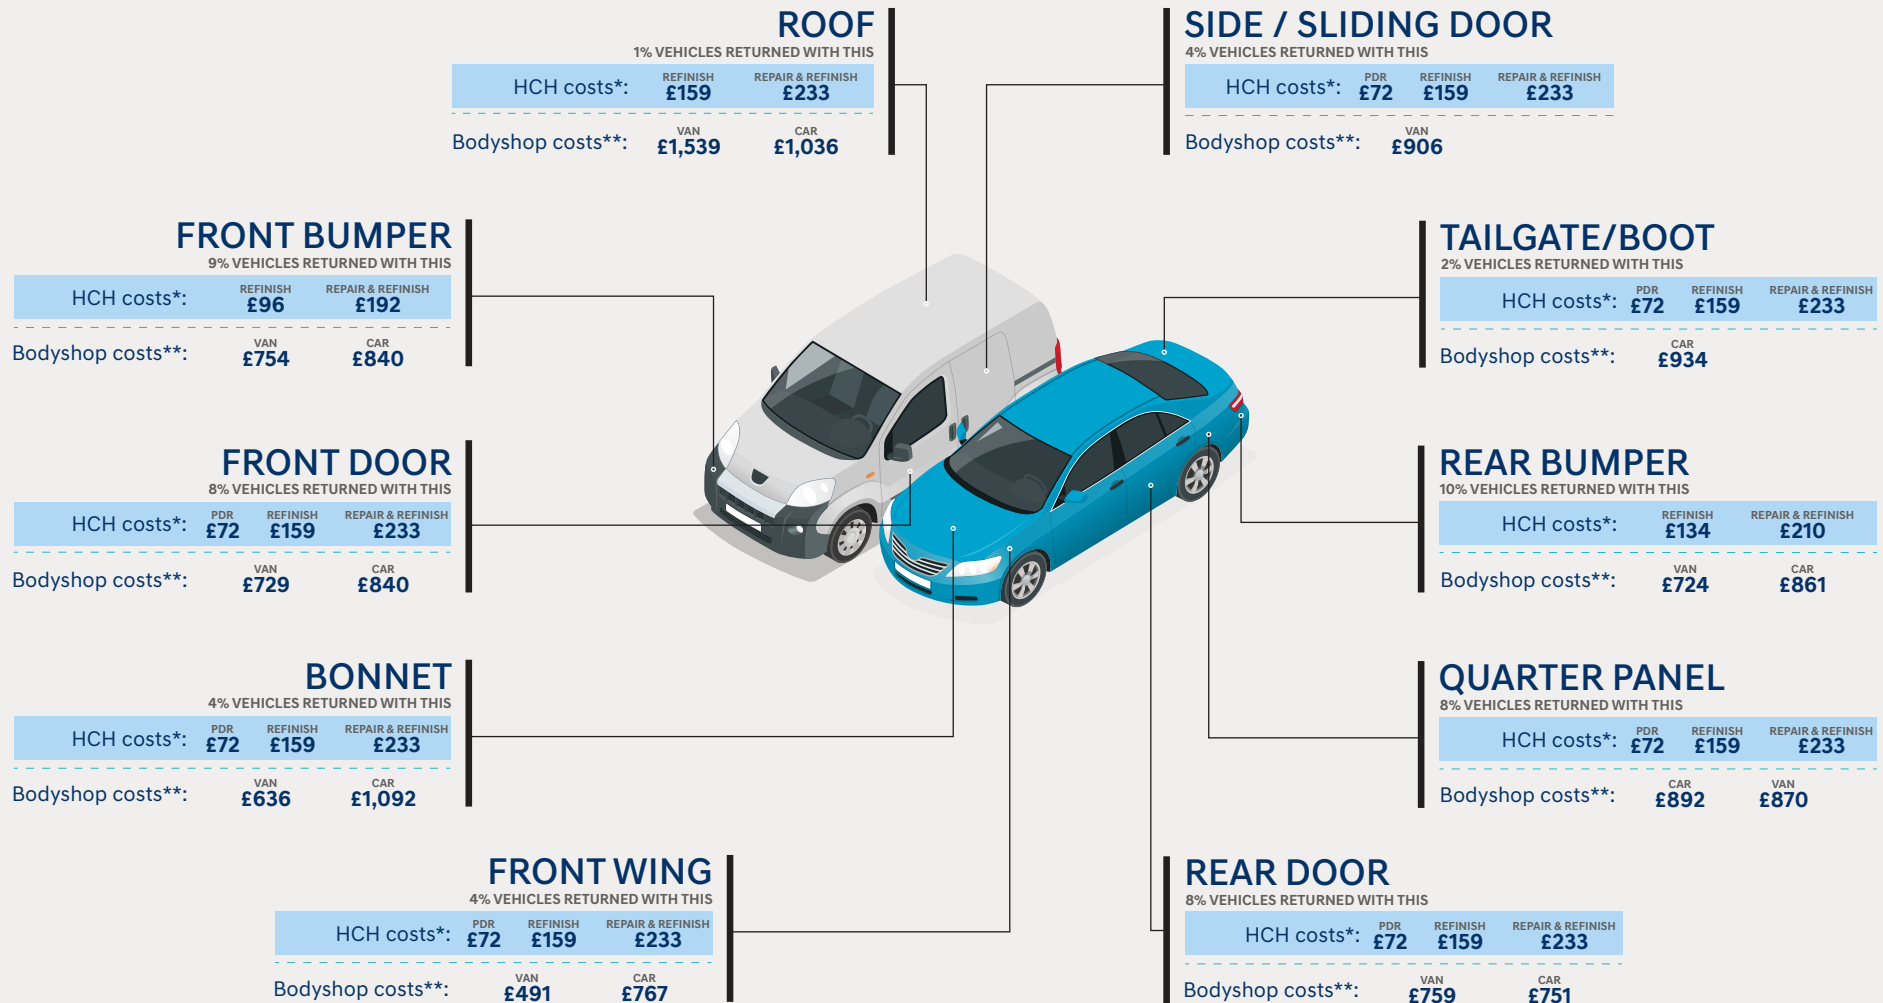 ROOF
1% VEHICLES RETURNED WITH THIS
HCH costs*: REFINISH £159 REPAIR & REFINISH £233
Bodyshop costs**: VAN £1,539 CAR £1,036
SIDE / SLIDING DOOR
4% VEHICLES RETURNED WITH THIS
HCH costs*: PDR £72 REFINISH £159 REPAIR & REFINISH £233
Bodyshop costs**: VAN £906
FRONT BUMPER
9% VEHICLES RETURNED WITH THIS
HCH costs*: REFINISH £96 REPAIR & REFINISH £192
Bodyshop costs**: VAN £754 CAR £840
TAILGATE/BOOT
2% VEHICLES RETURNED WITH THIS
HCH costs*: PDR £72 REFINISH £159 REPAIR & REFINISH £233
Bodyshop costs**: CAR £934
FRONT DOOR
8% VEHICLES RETURNED WITH THIS
HCH costs*: PDR £72 REFINISH £159 REPAIR & REFINISH £233
Bodyshop costs**: VAN £729 CAR £840
REAR BUMPER
10% VEHICLES RETURNED WITH THIS
HCH costs*: REFINISH £134 REPAIR & REFINISH £210
Bodyshop costs**: VAN £724 CAR £861
BONNET
4% VEHICLES RETURNED WITH THIS
HCH costs*: PDR £72 REFINISH £159 REPAIR & REFINISH £233
Bodyshop costs**: VAN £636 CAR £1,092
QUARTER PANEL
8% VEHICLES RETURNED WITH THIS
HCH costs*: PDR £72 REFINISH £159 REPAIR & REFINISH £233
Bodyshop costs**: CAR £892 VAN £870
FRONT WING
4% VEHICLES RETURNED WITH THIS
HCH costs*: PDR £72 REFINISH £159 REPAIR & REFINISH £233
Bodyshop costs**: VAN £491 CAR £767
REAR DOOR
8% VEHICLES RETURNED WITH THIS
HCH costs*: PDR £72 REFINISH £159 REPAIR & REFINISH £233
Bodyshop costs**: VAN £759 CAR £751